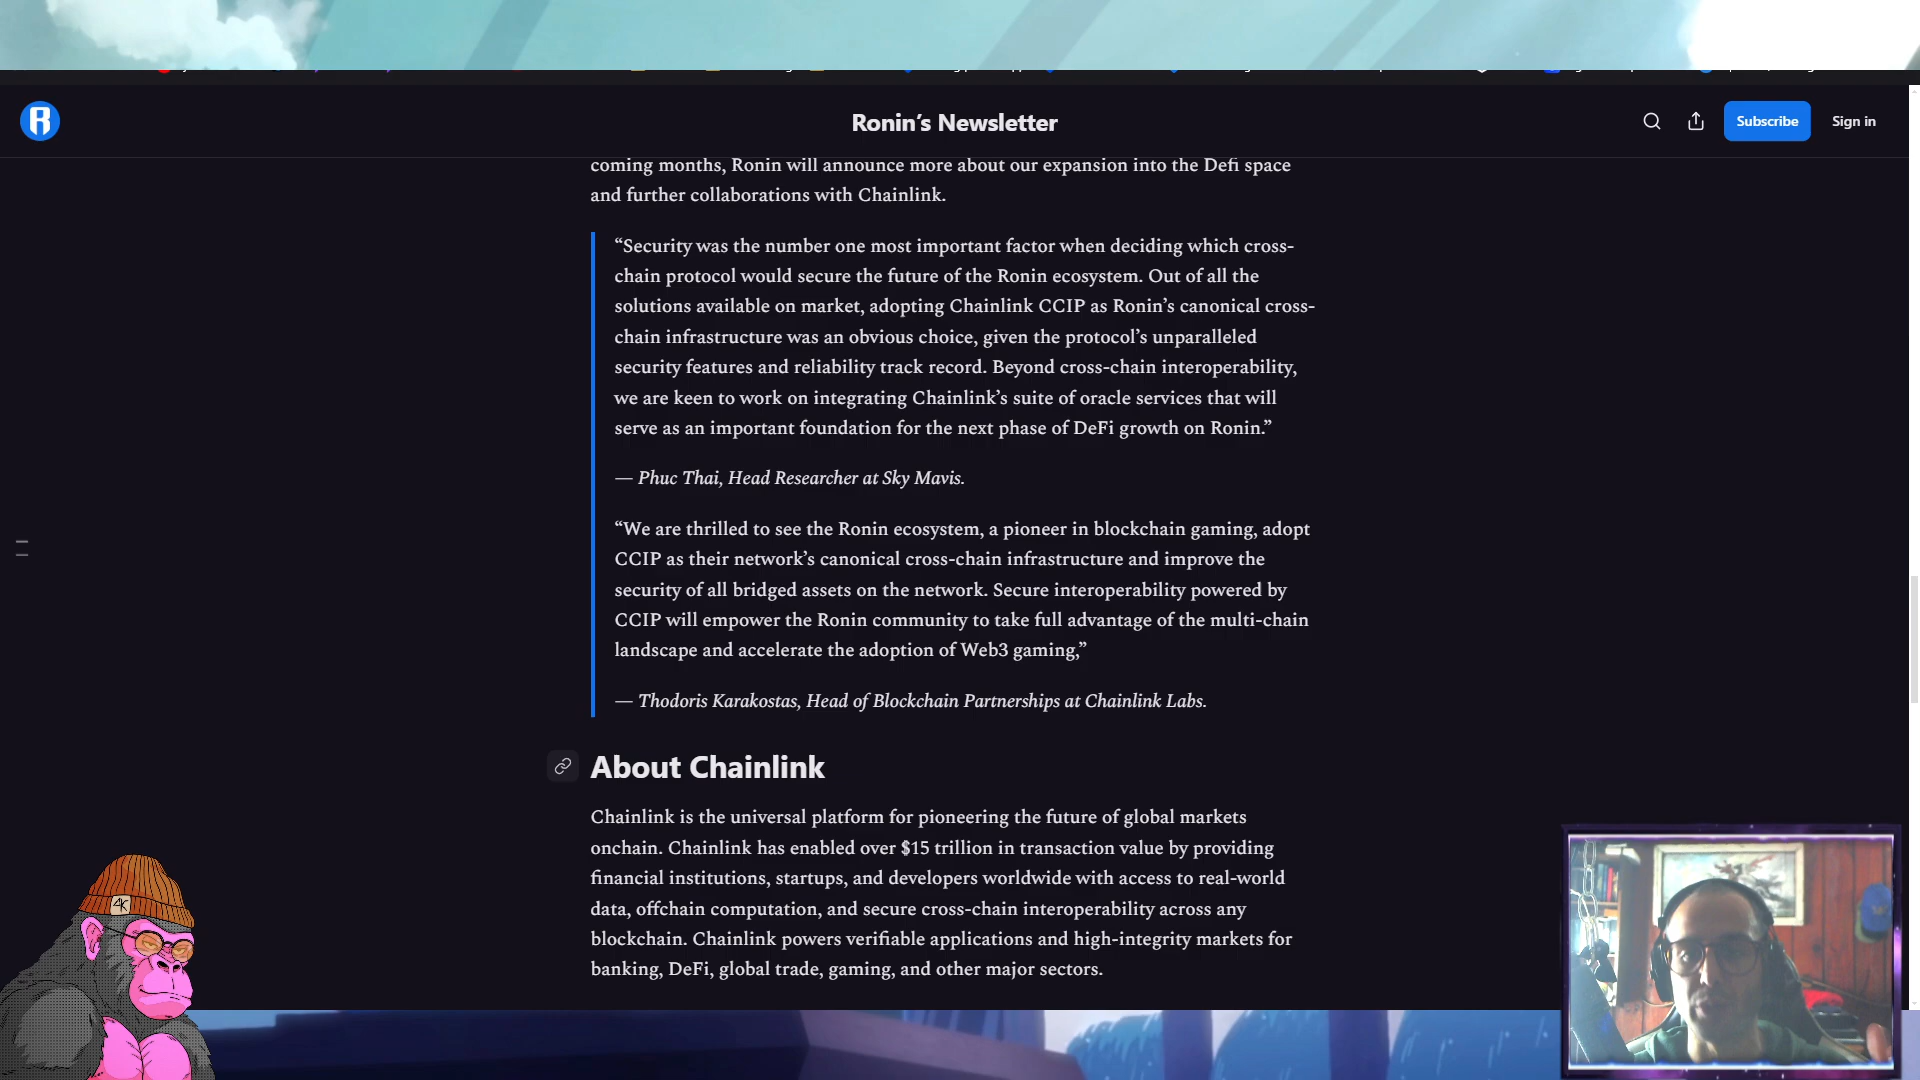 Ronin’s Newsletter
Subscribe
Sign in
coming months, Ronin will announce more about our expansion into the Defi space
and further collaborations with Chainlink.
“Security was the number one most important factor when deciding which cross-
chain protocol would secure the future of the Ronin ecosystem. Out of all the
solutions available on market, adopting Chainlink CCIP as Ronin’s canonical cross-
chain infrastructure was an obvious choice, given the protocol’s unparalleled
security features and reliability track record. Beyond cross-chain interoperability,
we are keen to work on integrating Chainlink’s suite of oracle services that will
serve as an important foundation for the next phase of DeFi growth on Ronin.”
— Phuc Thai, Head Researcher at Sky Mavis.
“We are thrilled to see the Ronin ecosystem, a pioneer in blockchain gaming, adopt
CCIP as their network’s canonical cross-chain infrastructure and improve the
security of all bridged assets on the network. Secure interoperability powered by
CCIP will empower the Ronin community to take full advantage of the multi-chain
landscape and accelerate the adoption of Web3 gaming,”
— Thodoris Karakostas, Head of Blockchain Partnerships at Chainlink Labs.
About Chainlink
Chainlink is the universal platform for pioneering the future of global markets
onchain. Chainlink has enabled over $15 trillion in transaction value by providing
financial institutions, startups, and developers worldwide with access to real-world
data, offchain computation, and secure cross-chain interoperability across any
blockchain. Chainlink powers verifiable applications and high-integrity markets for
banking, DeFi, global trade, gaming, and other major sectors.
4K